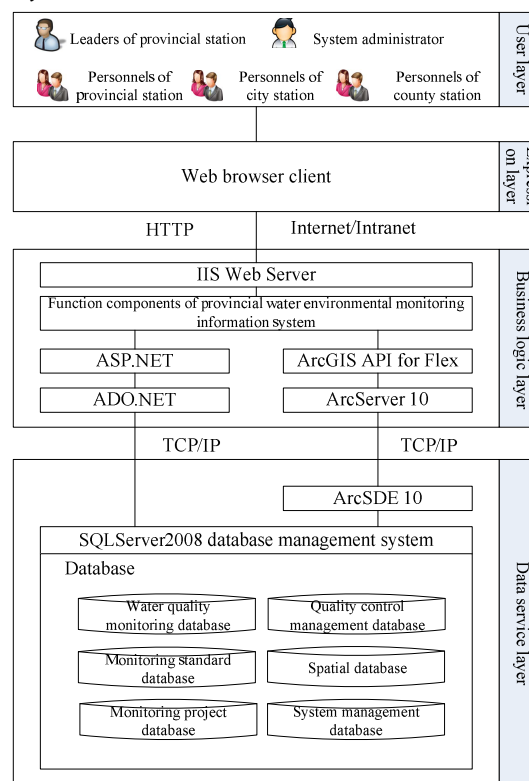 Leaders of provincial station
System administrator
Personnels of
provincial station
Personnels of
city station
Personnels of
county station
User layer
Web browser client
on layer
HTTP
Internet/Intranet
IIS Web Server
Function components of provincial water environmental monitoring
information system
ASP.NET
ArcGIS API for Flex
ADO.NET
ArcServer 10
Business logic layer
TCP/IP
TCP/IP
ArcSDE 10
SQLServer2008 database management system
Database
Water quality
monitoring database
Quality control
management database
Monitoring standard
database
Spatial database
Monitoring project
database
System management
database
Data service layer